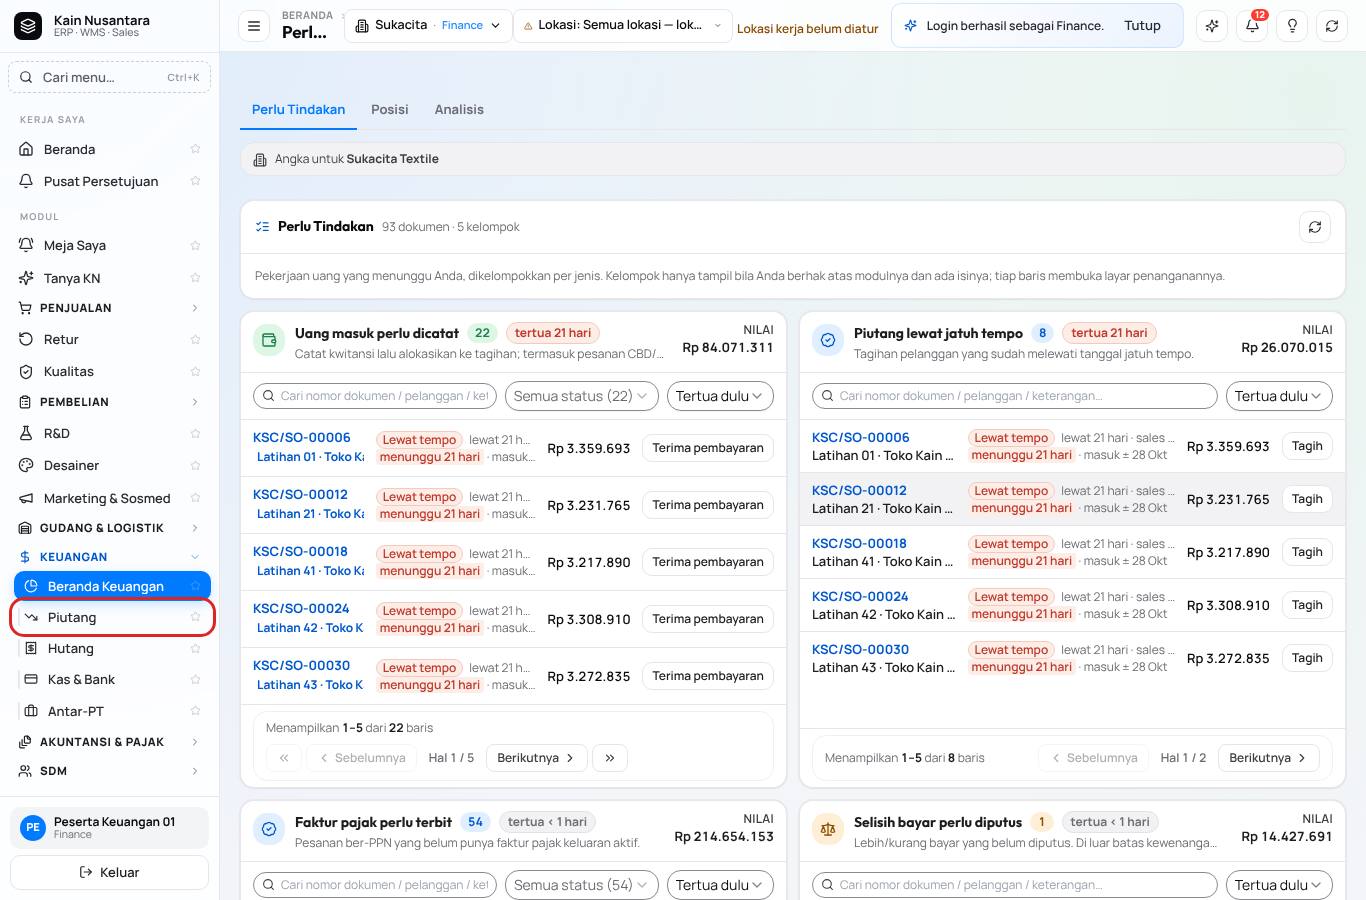 Kain Nusantara
ERP · WMS · Sales
Cari menu... Ctrl+K
KERJA SAYA
Beranda
Pusat Persetujuan
MODUL
Meja Saya
Tanya KN
PENJUALAN
Retur
Kualitas
PEMBELIAN
R&D
Desainer
Marketing & Sosmed
GUDANG & LOGISTIK
KEUANGAN
Beranda Keuangan
Piutang
Hutang
Kas & Bank
Antar-PT
AKUNTANSI & PAJAK
SDM
PE Peserta Keuangan 01
Finance
Keluar
BERANDA
Perl...
Sukacita · Finance
Lokasi: Semua lokasi — lok...
Lokasi kerja belum diatur
Login berhasil sebagai Finance. Tutup
12
Perlu Tindakan Posisi Analisis
Angka untuk Sukacita Textile
Perlu Tindakan 93 dokumen · 5 kelompok
Pekerjaan uang yang menunggu Anda, dikelompokkan per jenis. Kelompok hanya tampil bila Anda berhak atas modulnya dan ada isinya; tiap baris membuka layar penanganannya.
Uang masuk perlu dicatat 22 tertua 21 hari NILAI
Catat kwitansi lalu alokasikan ke tagihan; termasuk pesanan CBD/... Rp 84.071.311
Cari nomor dokumen / pelanggan / ket Semua status (22) Tertua dulu
KSC/SO-00006 Lewat tempo lewat 21 h... Rp 3.359.693 Terima pembayaran
Latihan 01 · Toko Ka menunggu 21 hari · masuk...
KSC/SO-00012 Lewat tempo lewat 21 h... Rp 3.231.765 Terima pembayaran
Latihan 21 · Toko Ka menunggu 21 hari · masuk...
KSC/SO-00018 Lewat tempo lewat 21 h... Rp 3.217.890 Terima pembayaran
Latihan 41 · Toko Ka menunggu 21 hari · masuk...
KSC/SO-00024 Lewat tempo lewat 21 h... Rp 3.308.910 Terima pembayaran
Latihan 42 · Toko K menunggu 21 hari · masuk...
KSC/SO-00030 Lewat tempo lewat 21 h... Rp 3.272.835 Terima pembayaran
Latihan 43 · Toko K menunggu 21 hari · masuk...
Menampilkan 1–5 dari 22 baris
« Sebelumnya Hal 1 / 5 Berikutnya »
Piutang lewat jatuh tempo 8 tertua 21 hari NILAI
Tagihan pelanggan yang sudah melewati tanggal jatuh tempo. Rp 26.070.015
Cari nomor dokumen / pelanggan / keterangan... Tertua dulu
KSC/SO-00006 Lewat tempo lewat 21 hari · sales ... Rp 3.359.693 Tagih
Latihan 01 · Toko Kain ... menunggu 21 hari · masuk ± 28 Okt
KSC/SO-00012 Lewat tempo lewat 21 hari · sales ... Rp 3.231.765 Tagih
Latihan 21 · Toko Kain ... menunggu 21 hari · masuk ± 28 Okt
KSC/SO-00018 Lewat tempo lewat 21 hari · sales ... Rp 3.217.890 Tagih
Latihan 41 · Toko Kain ... menunggu 21 hari · masuk ± 28 Okt
KSC/SO-00024 Lewat tempo lewat 21 hari · sales ... Rp 3.308.910 Tagih
Latihan 42 · Toko Kain ... menunggu 21 hari · masuk ± 28 Okt
KSC/SO-00030 Lewat tempo lewat 21 hari · sales ... Rp 3.272.835 Tagih
Latihan 43 · Toko Kain ... menunggu 21 hari · masuk ± 28 Okt
Menampilkan 1–5 dari 8 baris Sebelumnya Hal 1 / 2 Berikutnya
Faktur pajak perlu terbit 54 tertua < 1 hari NILAI
Pesanan ber-PPN yang belum punya faktur pajak keluaran aktif. Rp 214.654.153
Cari nomor dokumen / pelanggan / ket Semua status (54) Tertua dulu
Selisih bayar perlu diputus 1 tertua < 1 hari NILAI
Lebih/kurang bayar yang belum diputus. Di luar batas kewenanga... Rp 14.427.691
Cari nomor dokumen / pelanggan / keterangan... Tertua dulu